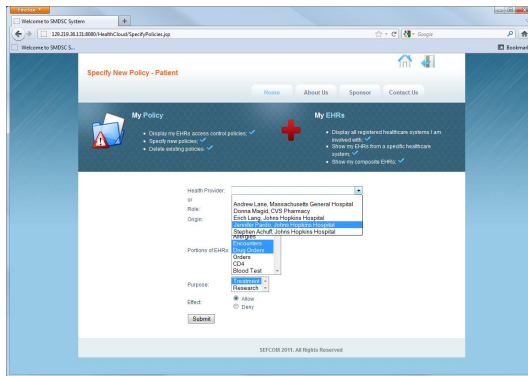 Firefox
Welcome to SMDSC System
129.219.36.131:8080/HealthCloud/SpecifyPolicies.jsp
Google
Welcome to SMDSC S...
Bookmar
Specify New Policy - Patient
Home About Us Sponsor Contact Us
My Policy
Display my EHRs access control policies;
Specify new policies;
Delete existing policies.
My EHRs
Display all registered healthcare systems I am
involved with;
Show my EHRs from a specific healthcare
system;
Show my composite EHRs;
Health Provider:
or
Role:
Origin:
Andrew Lane, Massachusetts General Hospital
Donna Magid, CVS Pharmacy
Erich Lang, Johns Hopkins Hospital
Jennifer Pardo, Johns Hopkins Hospital
Stephen Achuff, Johns Hopkins Hospital
Portions of EHRs
Allergies
Encounters
Drug Orders
Orders
CD4
Blood Test
Purpose:
Treatment
Research
Effect:
Allow
Deny
Submit
SEFCOM 2011. All Rights Reserved